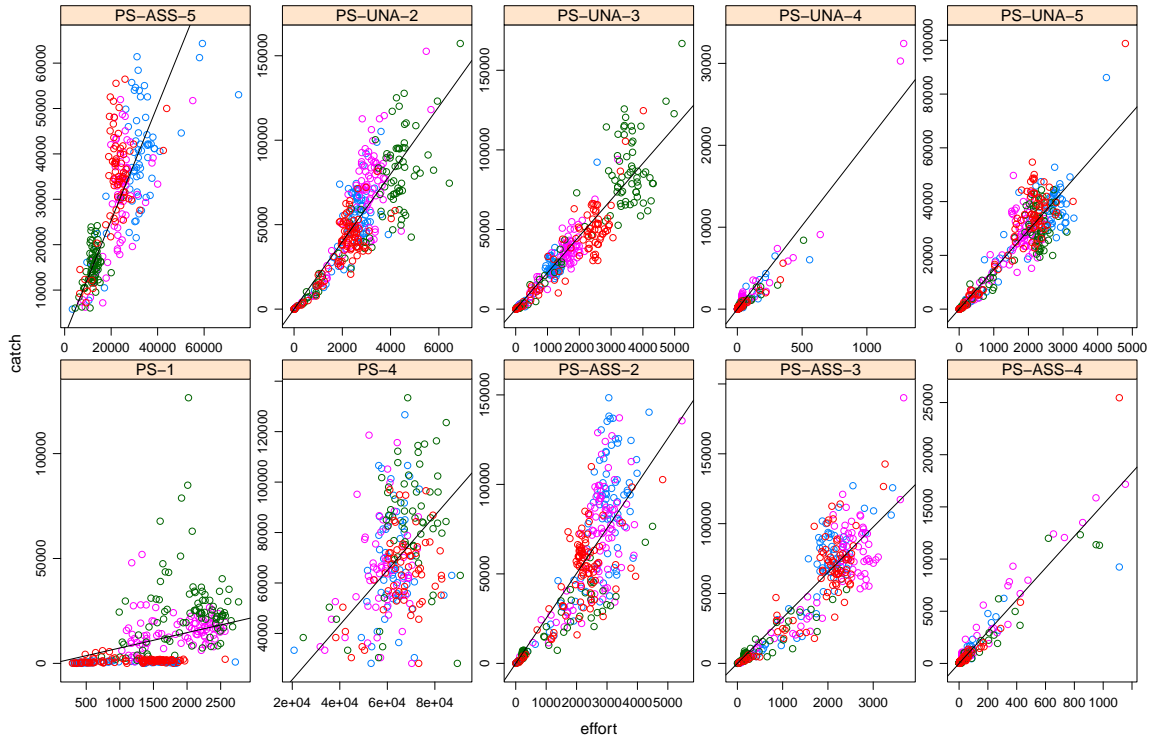 PS−ASS−5
PS−UNA−2
PS−UNA−3
PS−UNA−4
PS−UNA−5
10000 20000 30000 40000 50000 60000
0 20000 40000 60000
0 50000 100000 150000
0 2000 4000 6000
0 50000 100000 150000
0 1000 2000 3000 4000 5000
0 10000 20000 30000
0 500 1000
0 20000 40000 60000 80000 100000
0 1000 2000 3000 4000 5000
catch
PS−1
PS−4
PS−ASS−2
PS−ASS−3
PS−ASS−4
0 50000 100000
500 1000 1500 2000 2500
40000 60000 80000 100000 120000
2e+04 4e+04 6e+04 8e+04
0 50000 100000 150000
0 1000 2000 3000 4000 5000
0 50000 100000 150000
0 1000 2000 3000
0 5000 10000 15000 20000 25000
0 200 400 600 800 1000
effort